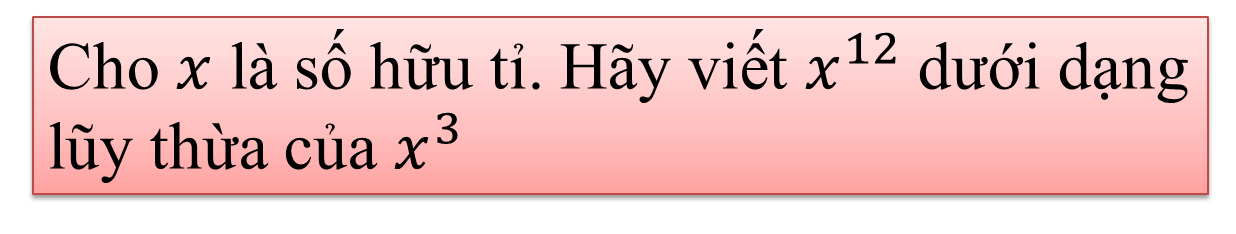 Cho 𝑥 là số hữu tỉ. Hãy viết 𝑥¹² dưới dạng
lũy thừa của 𝑥³